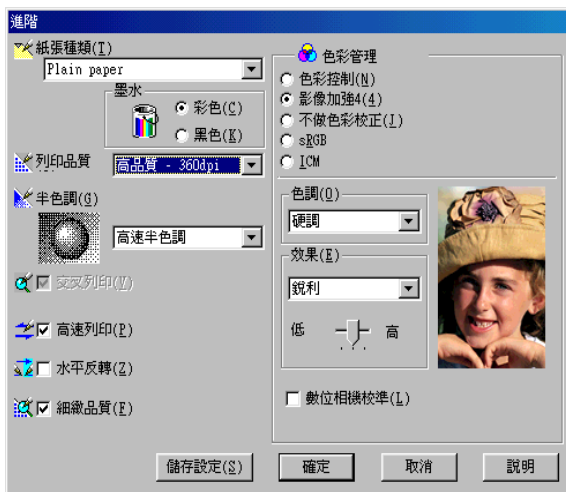 進階
紙張種類(T)
Plain paper
墨水
彩色(C)
黑色(K)
列印品質
高品質 - 360dpi
半色調(G)
高速半色調
交叉列印(V)
高速列印(P)
水平反轉(Z)
細緻品質(F)
色彩管理
色彩控制(N)
影像加強4(4)
不做色彩校正(I)
sRGB
ICM
色調(O)
硬調
效果(E)
銳利
低 高
數位相機校準(L)
儲存設定(S) 確定 取消 説明